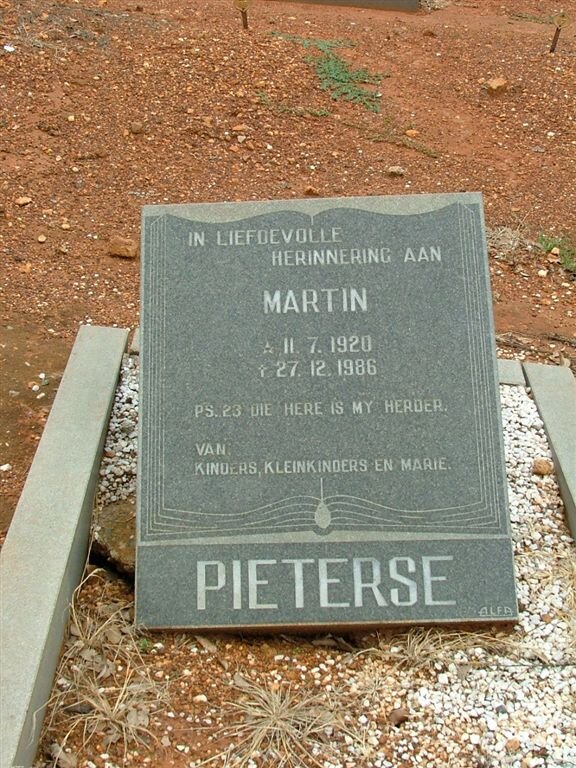 IN LIEFDEVOLLE
HERINNERING AAN
MARTIN
☆ 11. 7. 1920
† 27. 12. 1986
PS. 23 DIE HERE IS MY HERDER.
VAN
KINDERS, KLEINKINDERS EN MARIE.
PIETERSE
ALFA